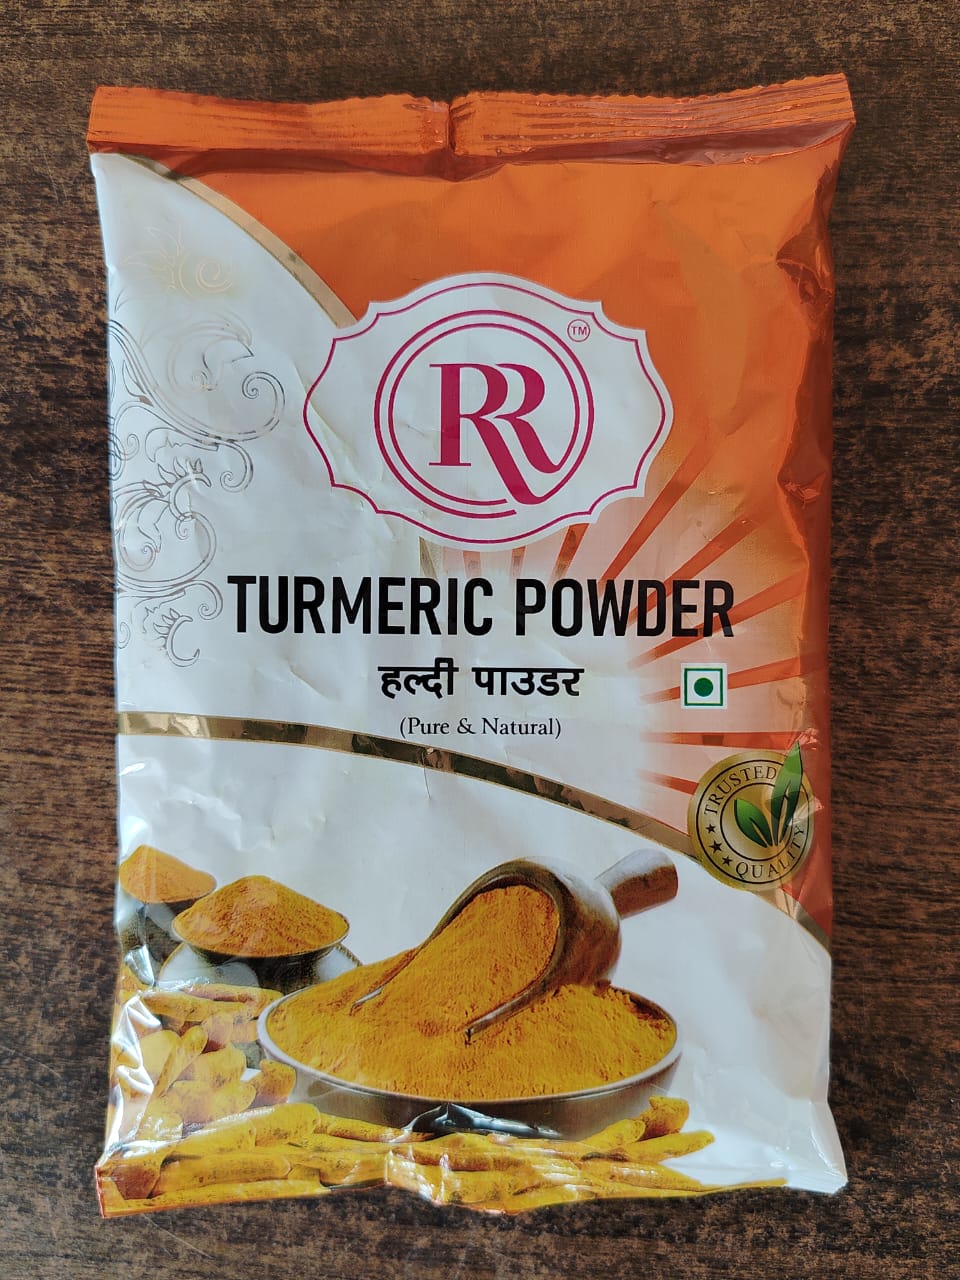 RR
TM
TURMERIC POWDER
हल्दी पाउडर
(Pure & Natural)
TRUSTED
QUALITY